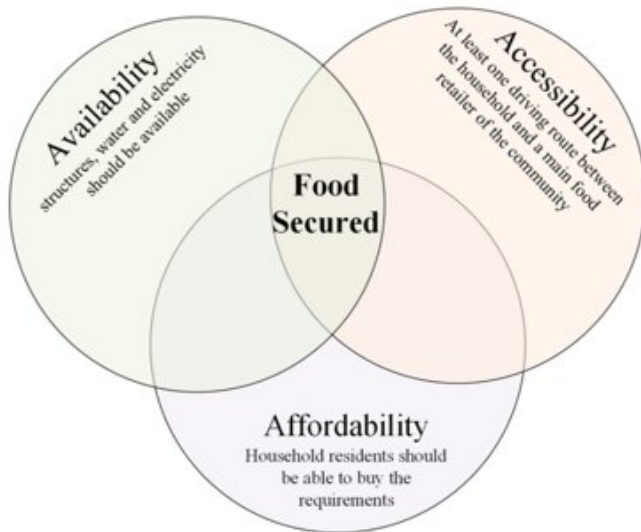 Availability
structures, water and electricity
should be available
Accessibility
At least one driving route between
the household and a main food
retailer of the community
Food
Secured
Affordability
Household residents should
be able to buy the
requirements